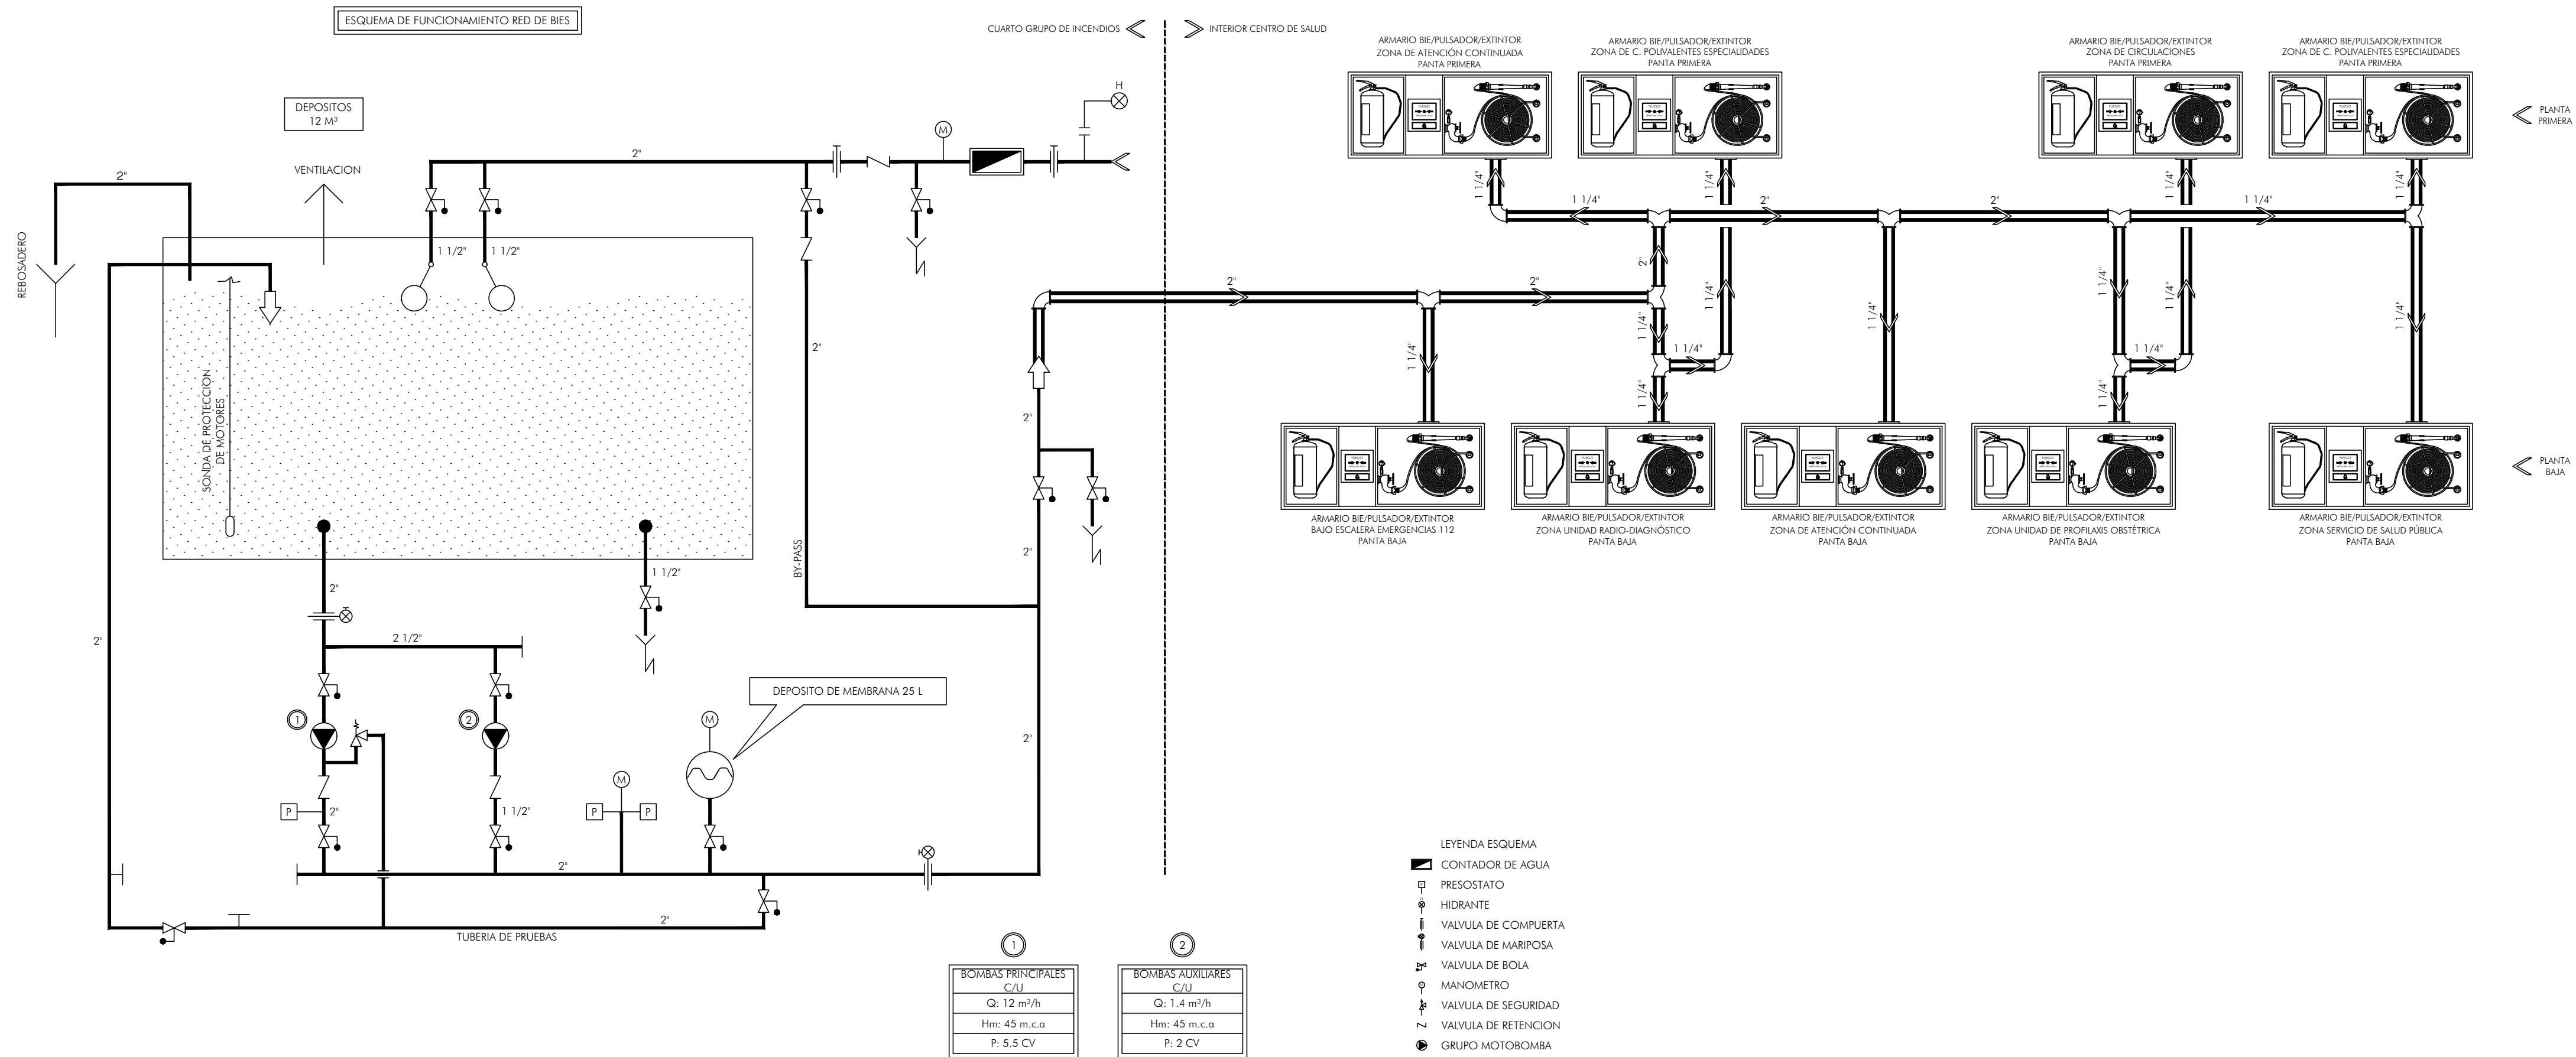 ESQUEMA DE FUNCIONAMIENTO RED DE BIES
CUARTO GRUPO DE INCENDIOS
INTERIOR CENTRO DE SALUD
DEPOSITOS
12 M³
VENTILACION
REBOSADERO
2"
2"
1 1/2"
1 1/2"
M
H
SONDA DE PROTECCION
DE MOTORES
2"
2"
BY-PASS
2"
1 1/2"
2 1/2"
1
2
P
2"
1 1/2"
P
M
P
M
DEPOSITO DE MEMBRANA 25 L
2"
2"
TUBERIA DE PRUEBAS
2"
2"
2"
ARMARIO BIE/PULSADOR/EXTINTOR
ZONA DE ATENCIÓN CONTINUADA
PANTA PRIMERA
ARMARIO BIE/PULSADOR/EXTINTOR
ZONA DE C. POLIVALENTES ESPECIALIDADES
PANTA PRIMERA
ARMARIO BIE/PULSADOR/EXTINTOR
ZONA DE CIRCULACIONES
PANTA PRIMERA
ARMARIO BIE/PULSADOR/EXTINTOR
ZONA DE C. POLIVALENTES ESPECIALIDADES
PANTA PRIMERA
PLANTA
PRIMERA
1 1/4"
1 1/4"
1 1/4"
1 1/4"
1 1/4"
2"
2"
1 1/4"
2"
2"
2"
1 1/4"
1 1/4"
1 1/4"
1 1/4"
1 1/4"
1 1/4"
1 1/4"
1 1/4"
1 1/4"
1 1/4"
1 1/4"
1 1/4"
PLANTA
BAJA
ARMARIO BIE/PULSADOR/EXTINTOR
BAJO ESCALERA EMERGENCIAS 112
PANTA BAJA
ARMARIO BIE/PULSADOR/EXTINTOR
ZONA UNIDAD RADIO-DIAGNÓSTICO
PANTA BAJA
ARMARIO BIE/PULSADOR/EXTINTOR
ZONA DE ATENCIÓN CONTINUADA
PANTA BAJA
ARMARIO BIE/PULSADOR/EXTINTOR
ZONA UNIDAD DE PROFILAXIS OBSTÉTRICA
PANTA BAJA
ARMARIO BIE/PULSADOR/EXTINTOR
ZONA SERVICIO DE SALUD PÚBLICA
PANTA BAJA
1
BOMBAS PRINCIPALES
C/U
Q: 12 m³/h
Hm: 45 m.c.a
P: 5.5 CV
2
BOMBAS AUXILIARES
C/U
Q: 1.4 m³/h
Hm: 45 m.c.a
P: 2 CV
LEYENDA ESQUEMA
CONTADOR DE AGUA
PRESOSTATO
HIDRANTE
VALVULA DE COMPUERTA
VALVULA DE MARIPOSA
VALVULA DE BOLA
MANOMETRO
VALVULA DE SEGURIDAD
VALVULA DE RETENCION
GRUPO MOTOBOMBA